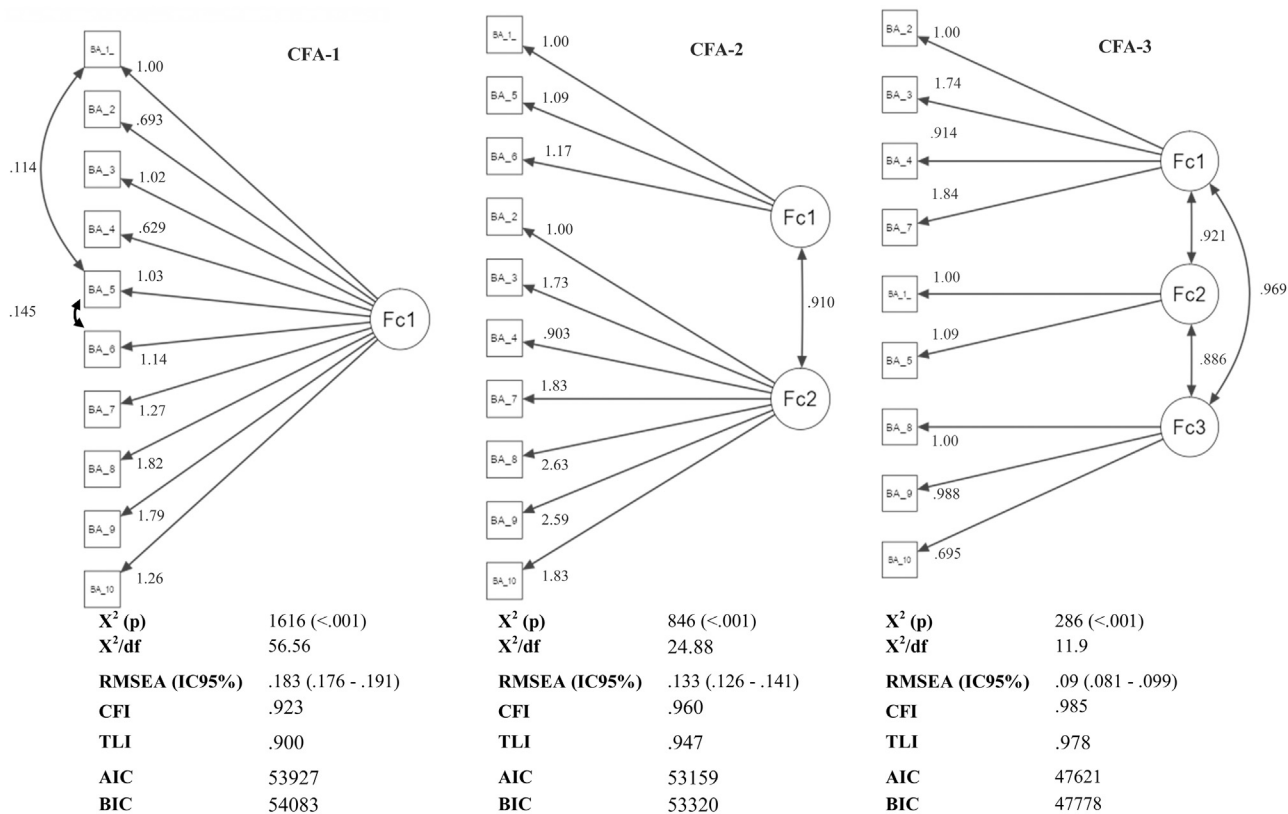 CFA-1
BA_1_
BA_2
BA_3
BA_4
BA_5
BA_6
BA_7
BA_8
BA_9
BA_10
1.00
.693
1.02
.629
1.03
1.14
1.27
1.82
1.79
1.26
.114
.145
Fc1
X² (p) 1616 (<.001)
X²/df 56.56
RMSEA (IC95%) .183 (.176 - .191)
CFI .923
TLI .900
AIC 53927
BIC 54083
CFA-2
BA_1_
BA_5
BA_6
BA_2
BA_3
BA_4
BA_7
BA_8
BA_9
BA_10
1.00
1.09
1.17
1.00
1.73
.903
1.83
2.63
2.59
1.83
Fc1
.910
Fc2
X² (p) 846 (<.001)
X²/df 24.88
RMSEA (IC95%) .133 (.126 - .141)
CFI .960
TLI .947
AIC 53159
BIC 53320
CFA-3
BA_2
BA_3
BA_4
BA_7
BA_1_
BA_5
BA_8
BA_9
BA_10
1.00
1.74
.914
1.84
1.00
1.09
1.00
.988
.695
Fc1
.921
.969
Fc2
.886
Fc3
X² (p) 286 (<.001)
X²/df 11.9
RMSEA (IC95%) .09 (.081 - .099)
CFI .985
TLI .978
AIC 47621
BIC 47778